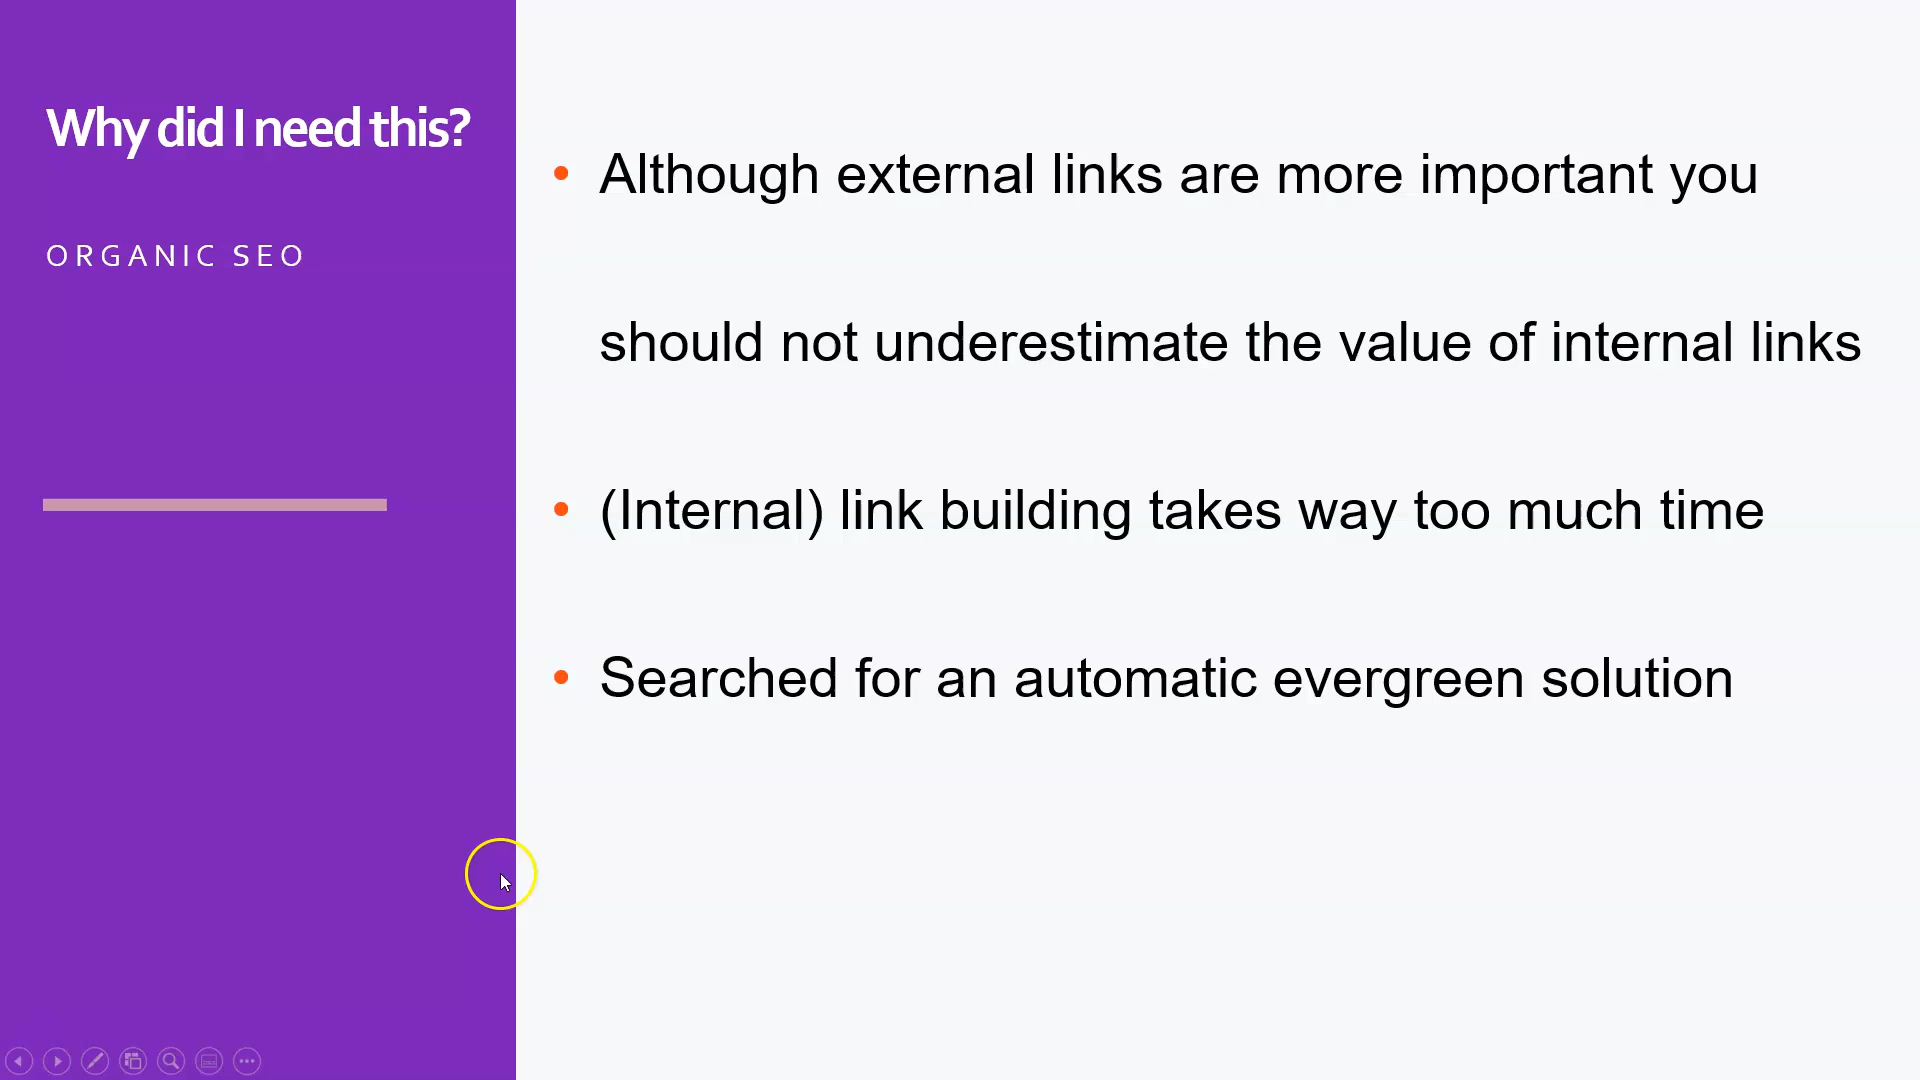 Why did I need this?
ORGANIC SEO
• Although external links are more important you
should not underestimate the value of internal links
• (Internal) link building takes way too much time
• Searched for an automatic evergreen solution